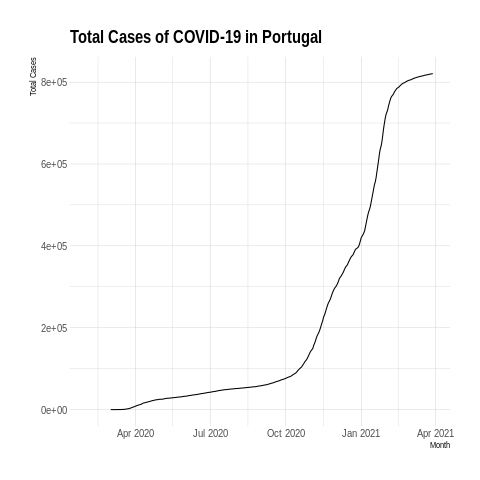 Total Cases of COVID-19 in Portugal
Total Cases
8e+05
6e+05
4e+05
2e+05
0e+00
Apr 2020 Jul 2020 Oct 2020 Jan 2021 Apr 2021
Month